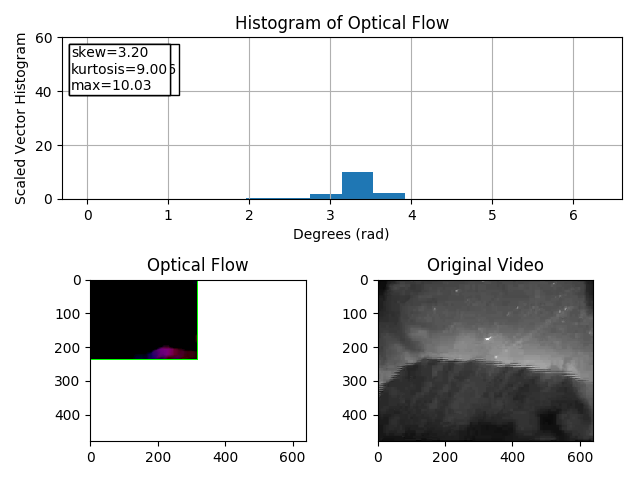 Histogram of Optical Flow
60
40
20
0
Scaled Vector Histogram
skew=3.20
kurtosis=9.00
max=10.03
0 1 2 3 4 5 6
Degrees (rad)
Optical Flow
0
100
200
300
400
0 200 400 600
Original Video
0
100
200
300
400
0 200 400 600